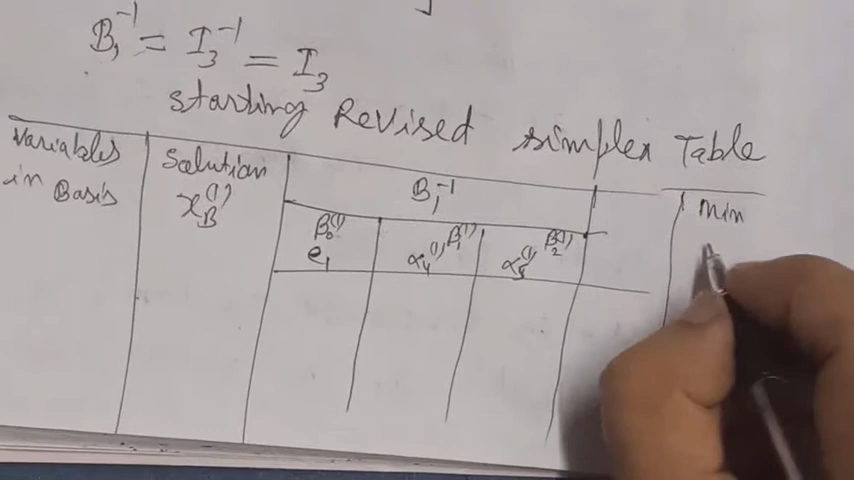 B₁⁻¹ = I₃⁻¹ = I₃
Starting Revised simplex Table
Variables in Basis
Solution x_B^(1)
B₁⁻¹
β₀^(1) β₁^(1) β₂^(1)
e₁ α₄^(1) α₅^(1)
Min